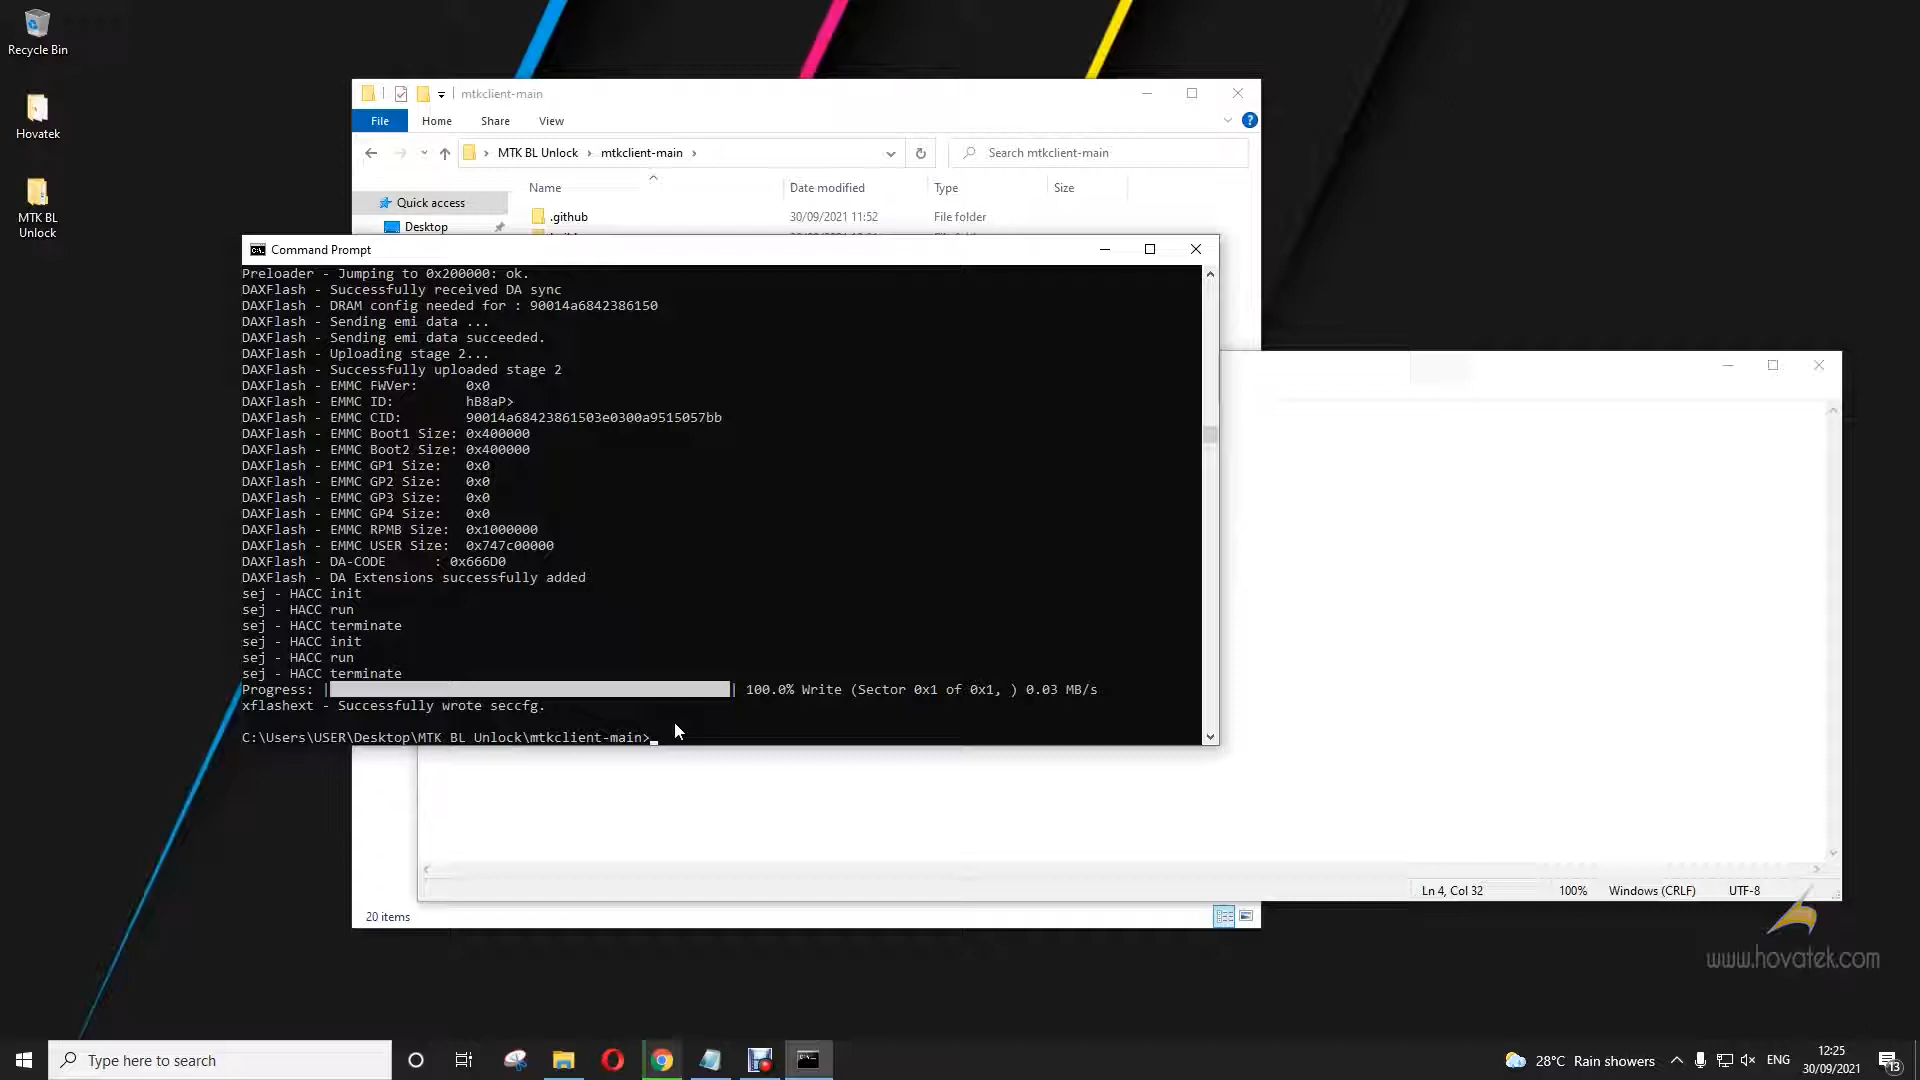 Recycle Bin
Hovatek
MTK BL
Unlock
mtkclient-main
File
Home
Share
View
MTK BL Unlock
mtkclient-main
Search mtkclient-main
Name
Date modified
Type
Size
Quick access
Desktop
.github
30/09/2021 11:52
File folder
Command Prompt
Preloader - Jumping to 0x200000: ok.
DAXFlash - Successfully received DA sync
DAXFlash - DRAM config needed for : 90014a6842386150
DAXFlash - Sending emi data ...
DAXFlash - Sending emi data succeeded.
DAXFlash - Uploading stage 2...
DAXFlash - Successfully uploaded stage 2
DAXFlash - EMMC FWVer: 0x0
DAXFlash - EMMC ID: hB8aP>
DAXFlash - EMMC CID: 90014a68423861503e0300a9515057bb
DAXFlash - EMMC Boot1 Size: 0x400000
DAXFlash - EMMC Boot2 Size: 0x400000
DAXFlash - EMMC GP1 Size: 0x0
DAXFlash - EMMC GP2 Size: 0x0
DAXFlash - EMMC GP3 Size: 0x0
DAXFlash - EMMC GP4 Size: 0x0
DAXFlash - EMMC RPMB Size: 0x1000000
DAXFlash - EMMC USER Size: 0x747c00000
DAXFlash - DA-CODE : 0x666D0
DAXFlash - DA Extensions successfully added
sej - HACC init
sej - HACC run
sej - HACC terminate
sej - HACC init
sej - HACC run
sej - HACC terminate
Progress: | | 100.0% Write (Sector 0x1 of 0x1, ) 0.03 MB/s
xflashext - Successfully wrote seccfg.
C:\Users\USER\Desktop\MTK BL Unlock\mtkclient-main>_
Ln 4, Col 32
100%
Windows (CRLF)
UTF-8
20 items
www.hovatek.com
Type here to search
28°C Rain showers
ENG
12:25
30/09/2021
13